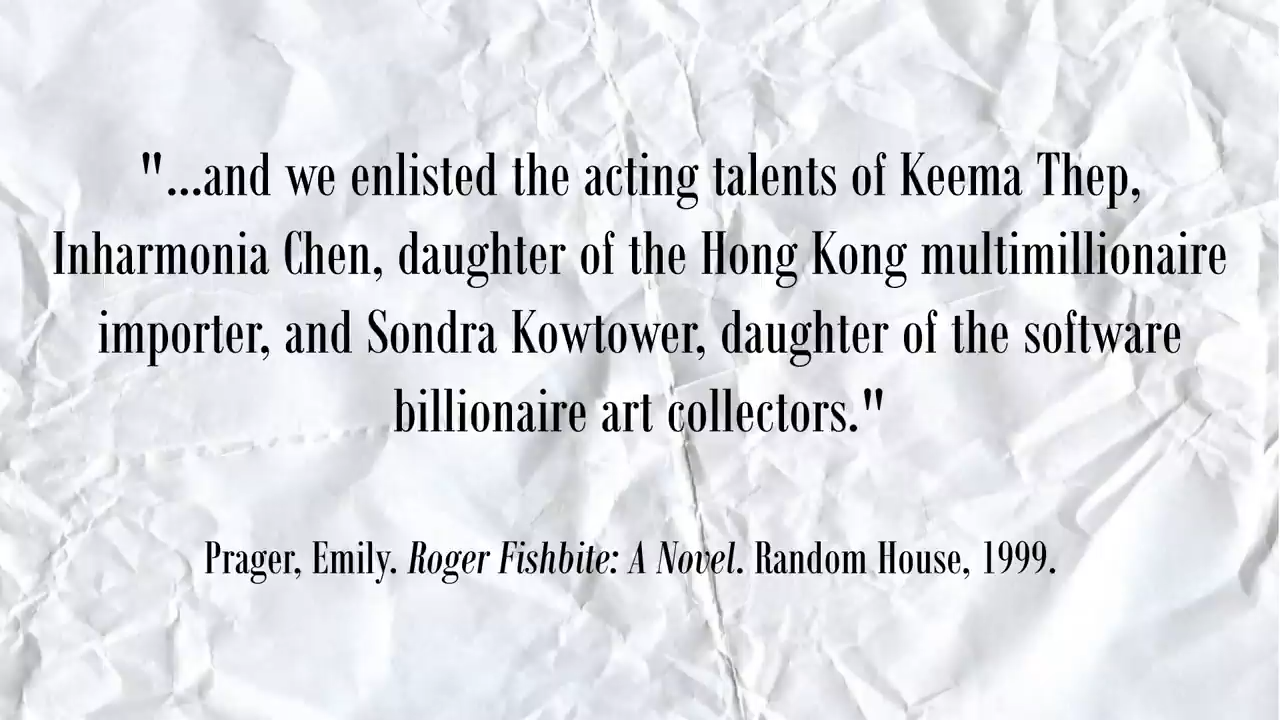 "...and we enlisted the acting talents of Keema Thep,
Inharmonia Chen, daughter of the Hong Kong multimillionaire
importer, and Sondra Kowtower, daughter of the software
billionaire art collectors."
Prager, Emily. Roger Fishbite: A Novel. Random House, 1999.